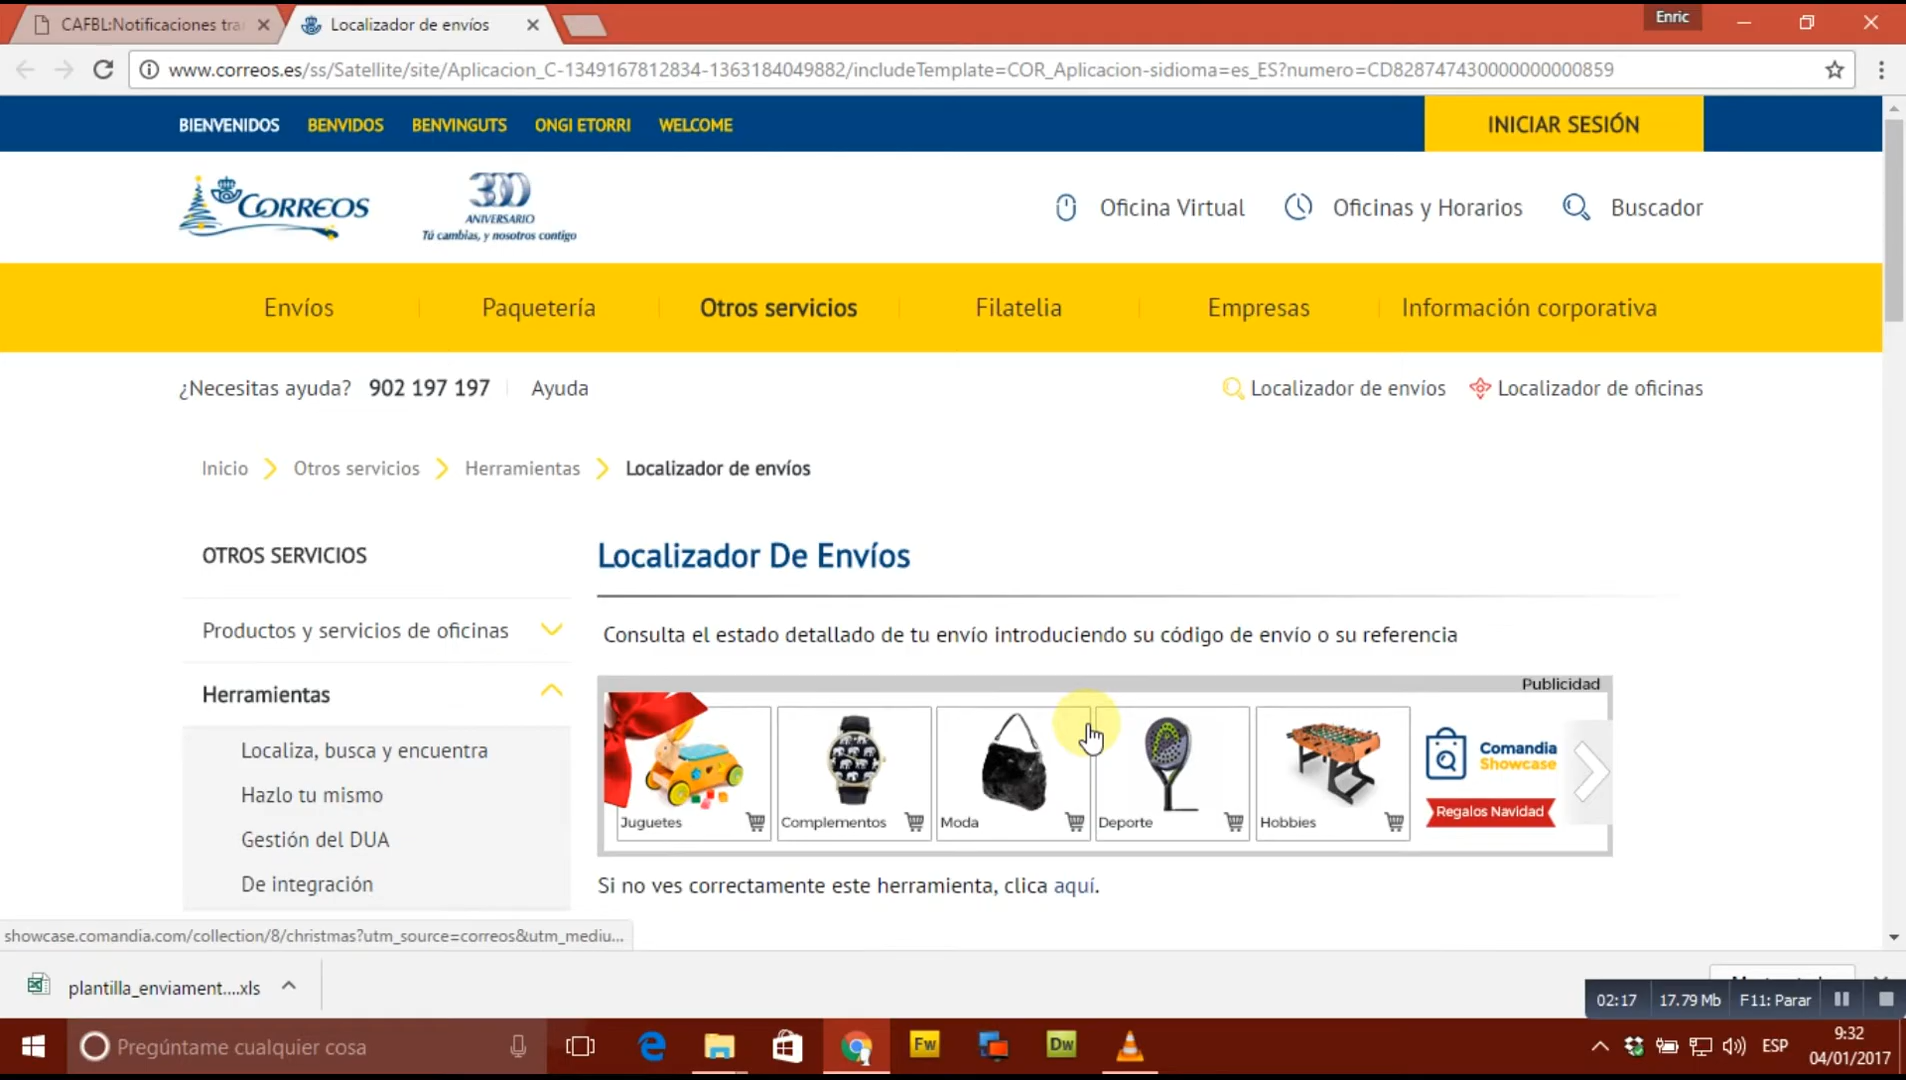 CAFBL:Notificaciones tra
Localizador de envíos
Enric
www.correos.es/ss/Satellite/site/Aplicacion_C-1349167812834-1363184049882/includeTemplate=COR_Aplicacion-sidioma=es_ES?numero=CD828747430000000000859
BIENVENIDOS BENVIDOS BENVINGUTS ONGI ETORRI WELCOME
INICIAR SESIÓN
CORREOS
300
ANIVERSARIO
Tú cambias, y nosotros contigo
Oficina Virtual Oficinas y Horarios Buscador
Envíos Paquetería Otros servicios Filatelia Empresas Información corporativa
¿Necesitas ayuda? 902 197 197 Ayuda
Localizador de envíos Localizador de oficinas
Inicio Otros servicios Herramientas Localizador de envíos
OTROS SERVICIOS
Productos y servicios de oficinas
Herramientas
Localiza, busca y encuentra
Hazlo tu mismo
Gestión del DUA
De integración
Localizador De Envíos
Consulta el estado detallado de tu envío introduciendo su código de envío o su referencia
Publicidad
Juguetes Complementos Moda Deporte Hobbies
Comandia
Showcase
Regalos Navidad
Si no ves correctamente este herramienta, clica aquí.
showcase.comandia.com/collection/8/christmas?utm_source=correos&utm_mediu...
plantilla_enviament....xls
02:17 17.79 Mb F11: Parar
Pregúntame cualquier cosa
Fw
Dw
ESP
9:32
04/01/2017